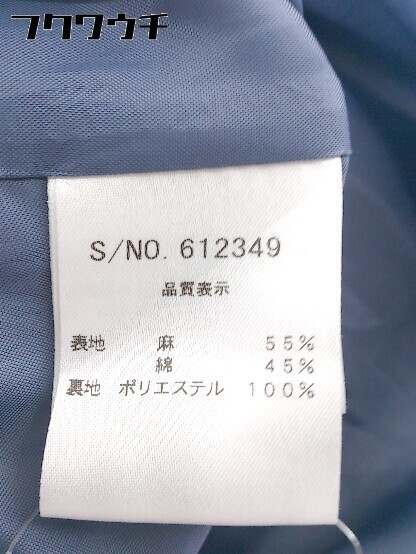 フクワウチ
S/NO. 612349
品質表示
表地 麻 55%
綿 45%
裏地 ポリエステル 100%